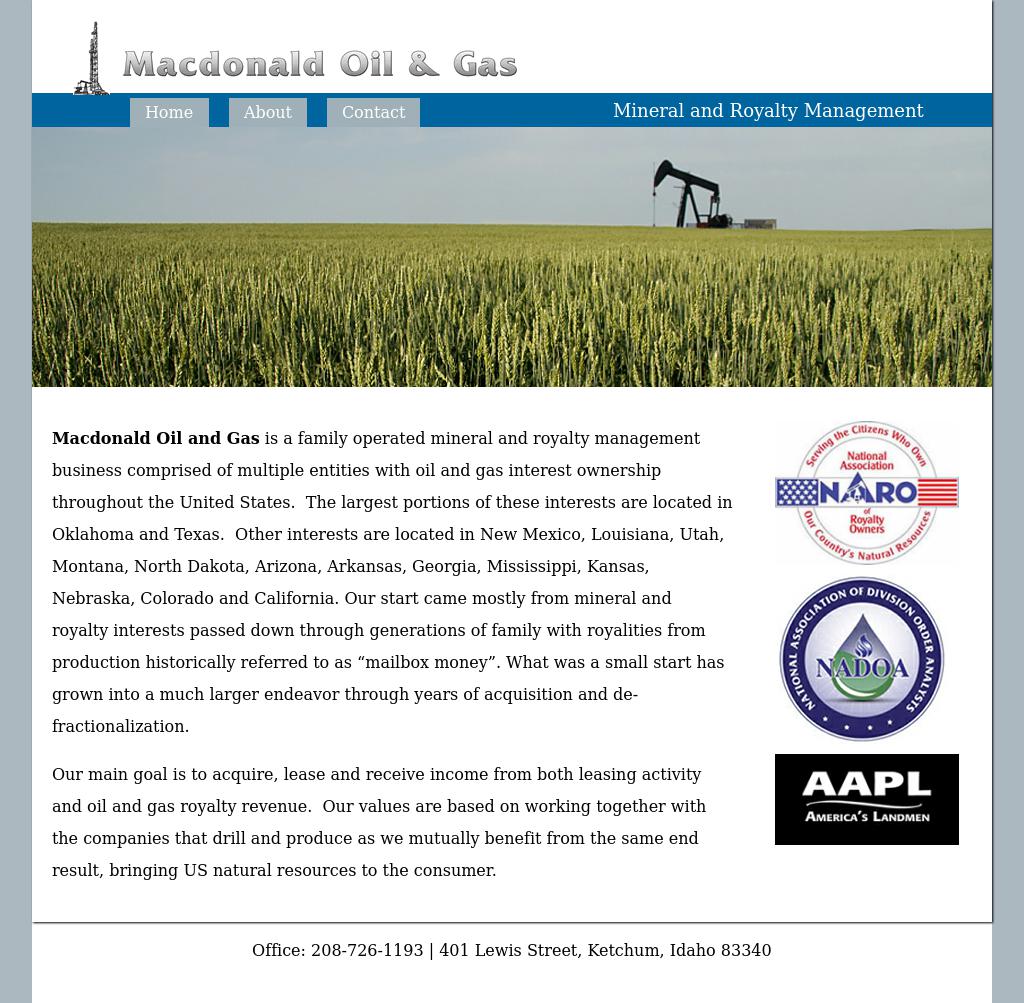 Macdonald Oil & Gas
Home About Contact Mineral and Royalty Management
Macdonald Oil and Gas is a family operated mineral and royalty management
business comprised of multiple entities with oil and gas interest ownership
throughout the United States. The largest portions of these interests are located in
Oklahoma and Texas. Other interests are located in New Mexico, Louisiana, Utah,
Montana, North Dakota, Arizona, Arkansas, Georgia, Mississippi, Kansas,
Nebraska, Colorado and California. Our start came mostly from mineral and
royalty interests passed down through generations of family with royalities from
production historically referred to as “mailbox money”. What was a small start has
grown into a much larger endeavor through years of acquisition and de-
fractionalization.
Our main goal is to acquire, lease and receive income from both leasing activity
and oil and gas royalty revenue. Our values are based on working together with
the companies that drill and produce as we mutually benefit from the same end
result, bringing US natural resources to the consumer.
Serving the Citizens Who Own
National
Association
NARO
of
Royalty
Owners
Our Country's Natural Resources
NATIONAL ASSOCIATION OF DIVISION ORDER ANALYSTS
NADOA
AAPL
AMERICA'S LANDMEN
Office: 208-726-1193 | 401 Lewis Street, Ketchum, Idaho 83340